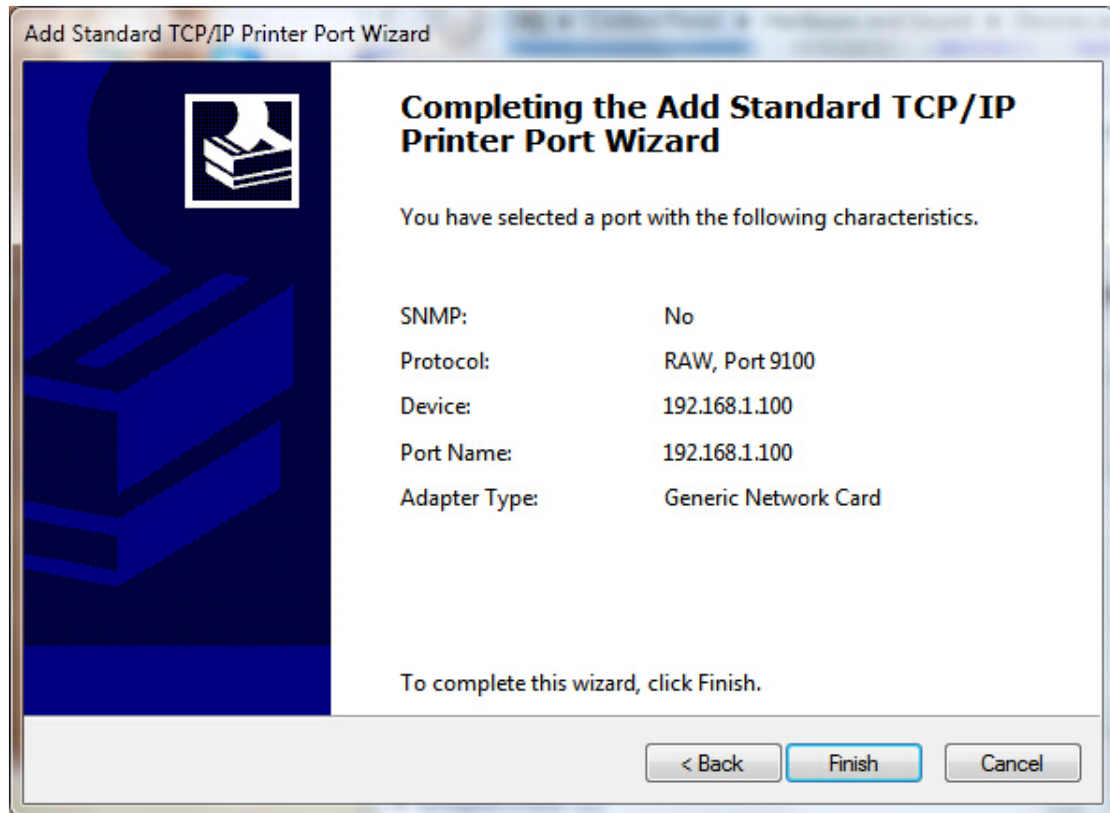 Add Standard TCP/IP Printer Port Wizard
Completing the Add Standard TCP/IP
Printer Port Wizard
You have selected a port with the following characteristics.
SNMP: No
Protocol: RAW, Port 9100
Device: 192.168.1.100
Port Name: 192.168.1.100
Adapter Type: Generic Network Card
To complete this wizard, click Finish.
< Back Finish Cancel